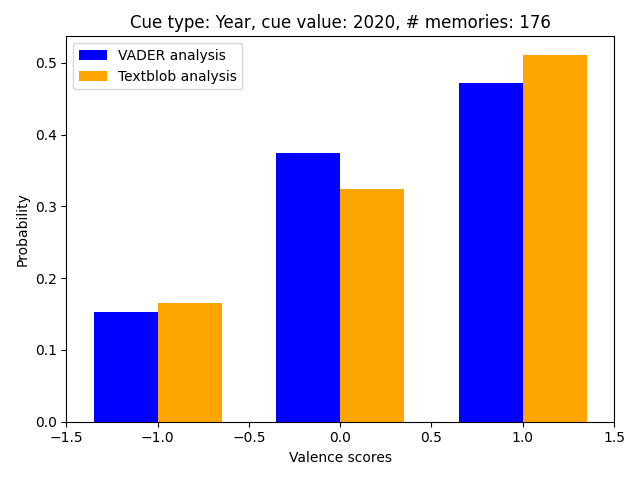 Cue type: Year, cue value: 2020, # memories: 176
VADER analysis
Textblob analysis
Probability
0.5
0.4
0.3
0.2
0.1
0.0
−1.5 −1.0 −0.5 0.0 0.5 1.0 1.5
Valence scores